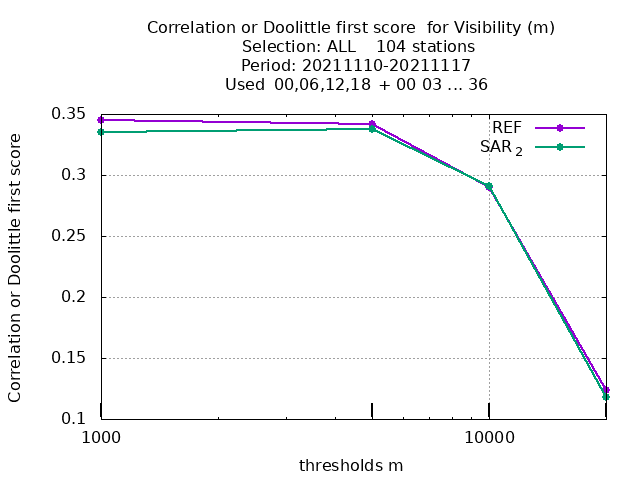 Correlation or Doolittle first score  for Visibility (m)
Selection: ALL    104 stations
Period: 20211110-20211117
Used  00,06,12,18 + 00 03 ... 36
Correlation or Doolittle first score
0.35
0.3
0.25
0.2
0.15
0.1
REF
SAR 2
1000
10000
thresholds m